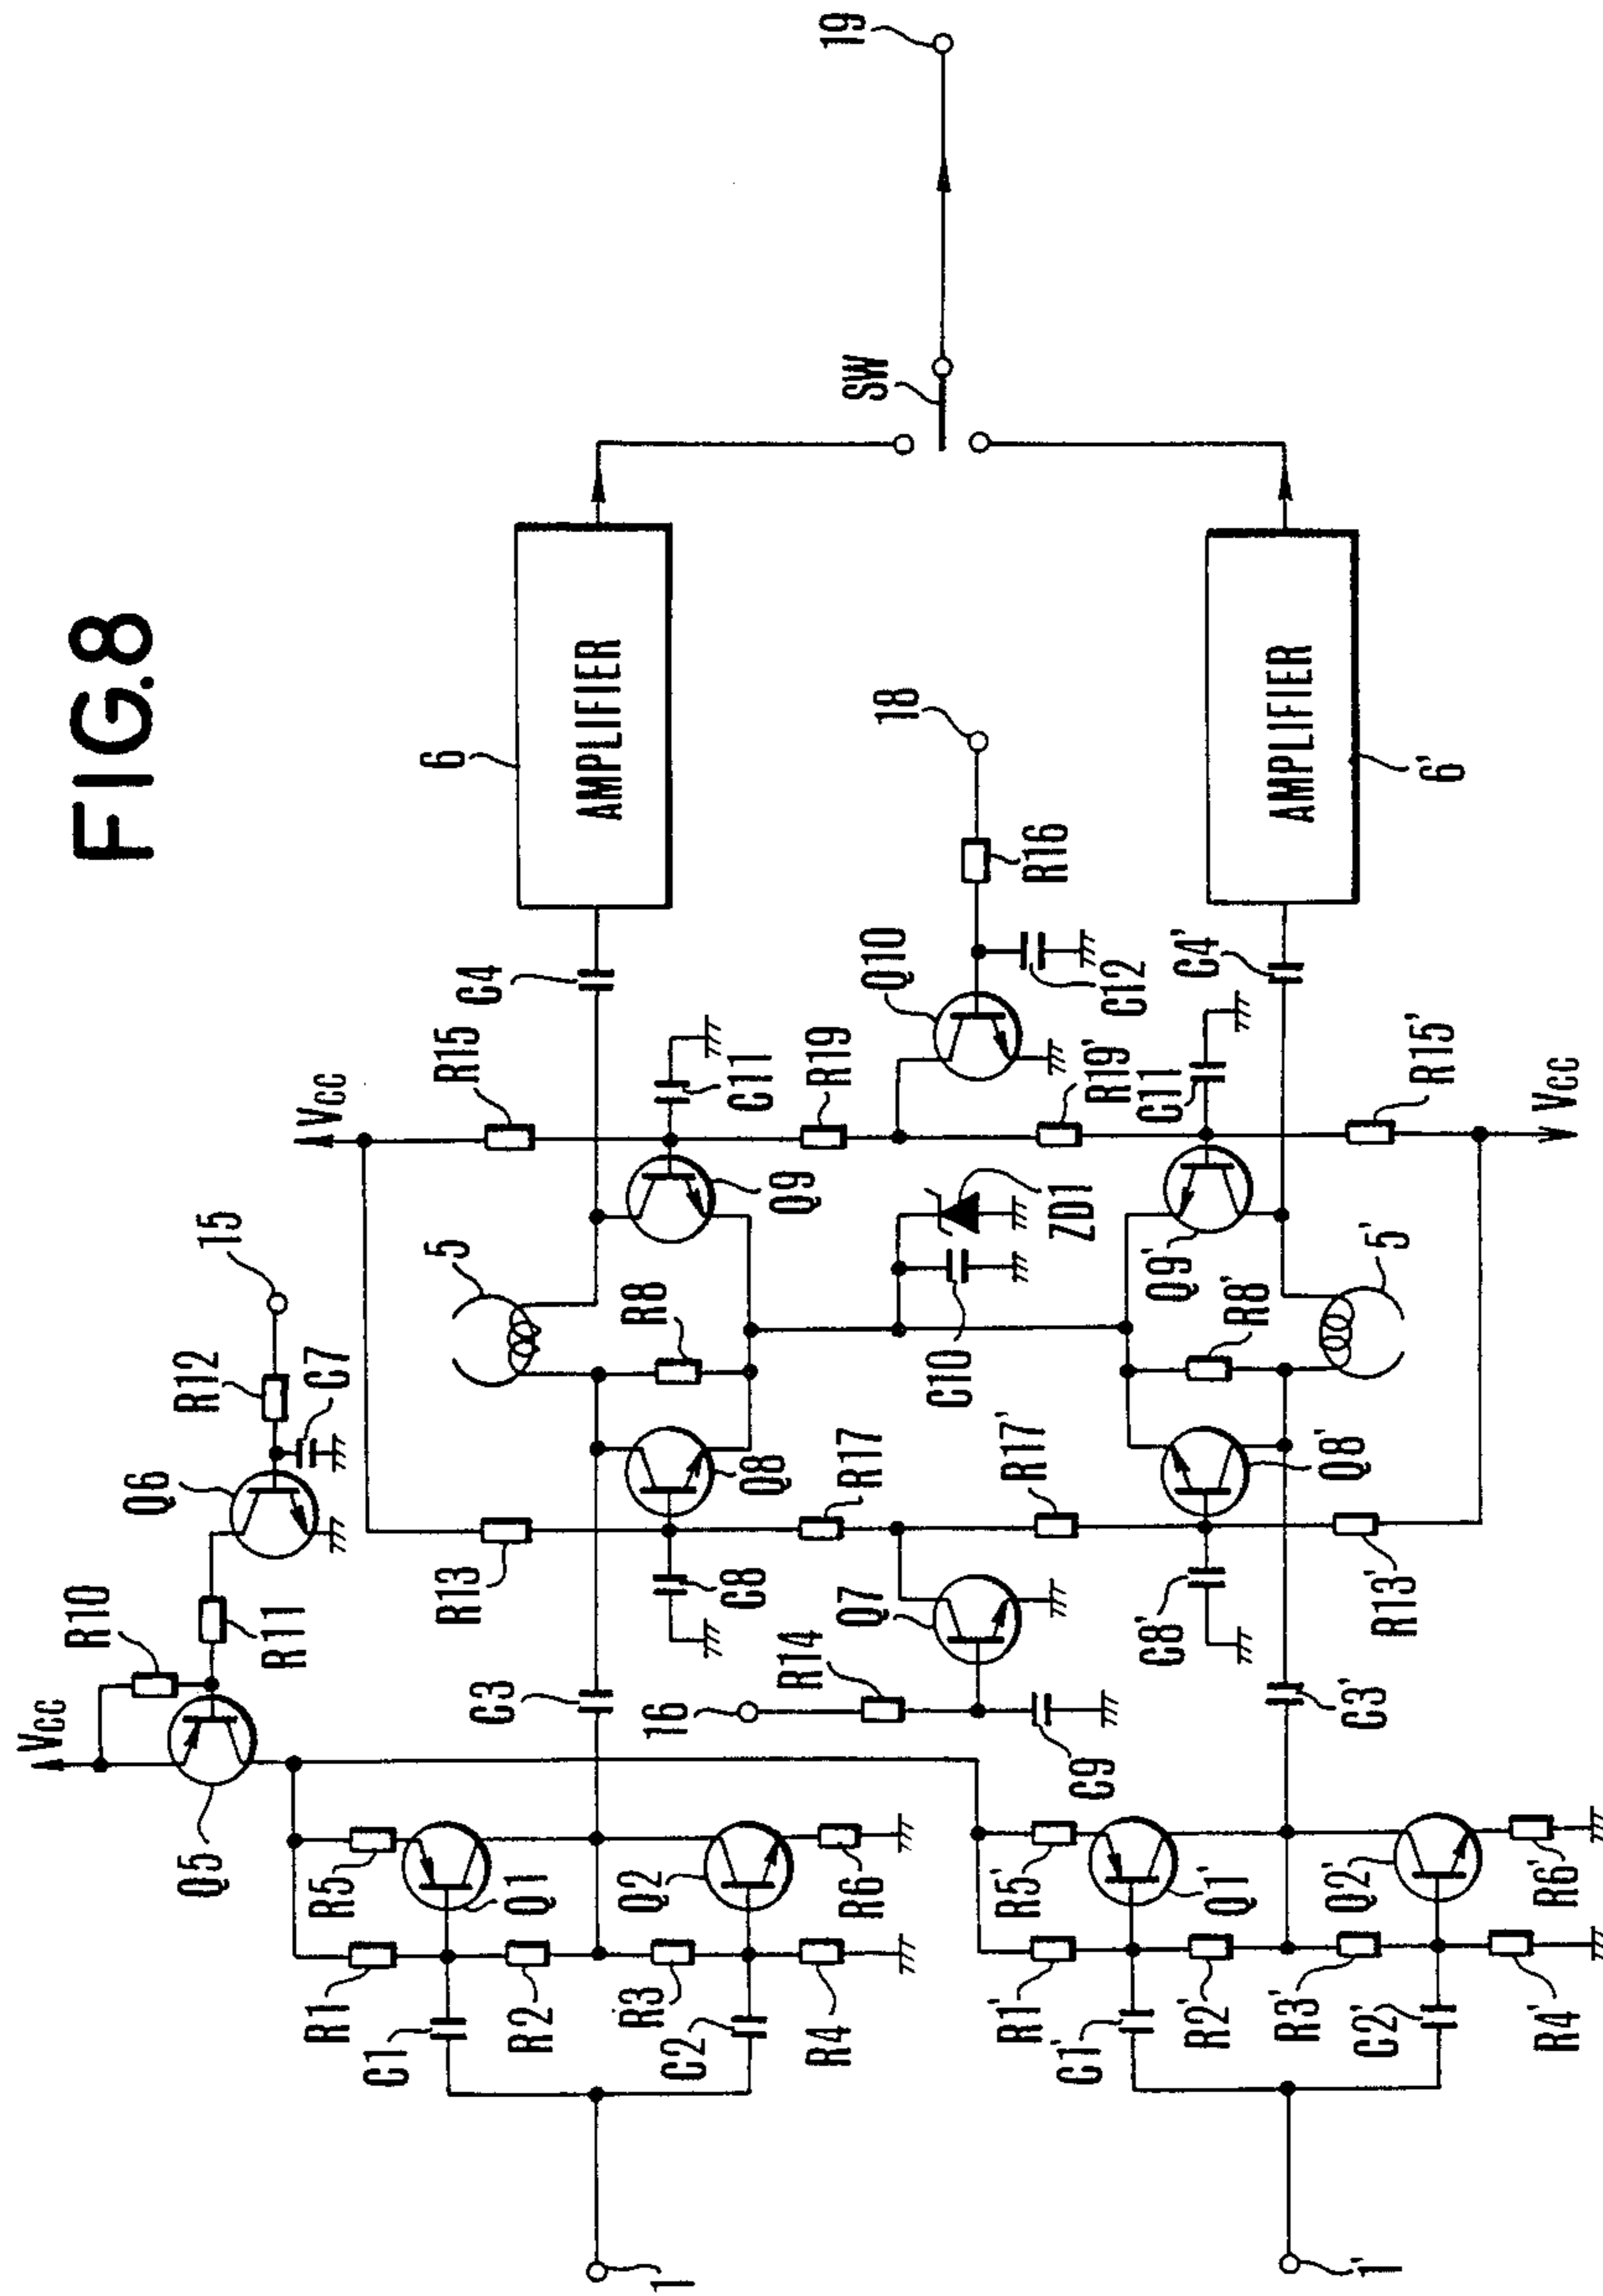 FIG.8
VCC
R10
Q5
R11
Q6
R12
C7
15
R1
R5
C1
Q1
R2
R3
Q2
C2
R4
R6
1
C3
R13
C8
Q8
R8
5
VCC
R15
Q9
C11
C4
6
AMPLIFIER
16
R14
C9
Q7
R17
R17'
C10
ZD1
R19
R19'
Q10
C12
R16
18
SW
19
R1'
R5'
C1'
Q1'
R2'
R3'
Q2'
C2'
R4'
R6'
1'
C3'
C8'
R13'
Q8'
R8'
5'
Q9'
C11
R15'
VCC
C4'
AMPLIFIER
6'